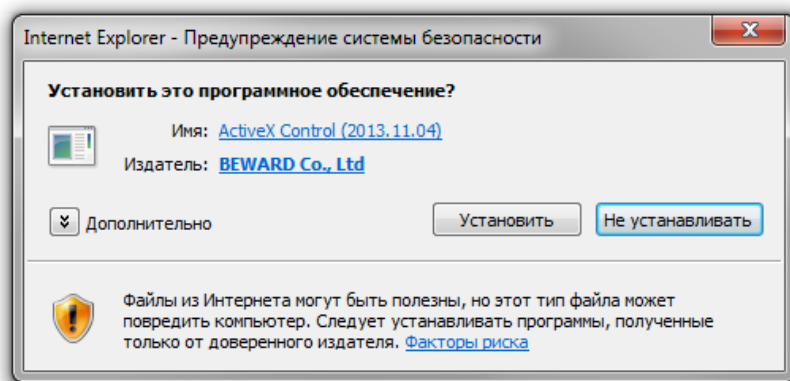 Internet Explorer - Предупреждение системы безопасности
Установить это программное обеспечение?
Имя: ActiveX Control (2013.11.04)
Издатель: BEWARD Co., Ltd
Дополнительно Установить Не устанавливать
Файлы из Интернета могут быть полезны, но этот тип файла может
повредить компьютер. Следует устанавливать программы, полученные
только от доверенного издателя. Факторы риска